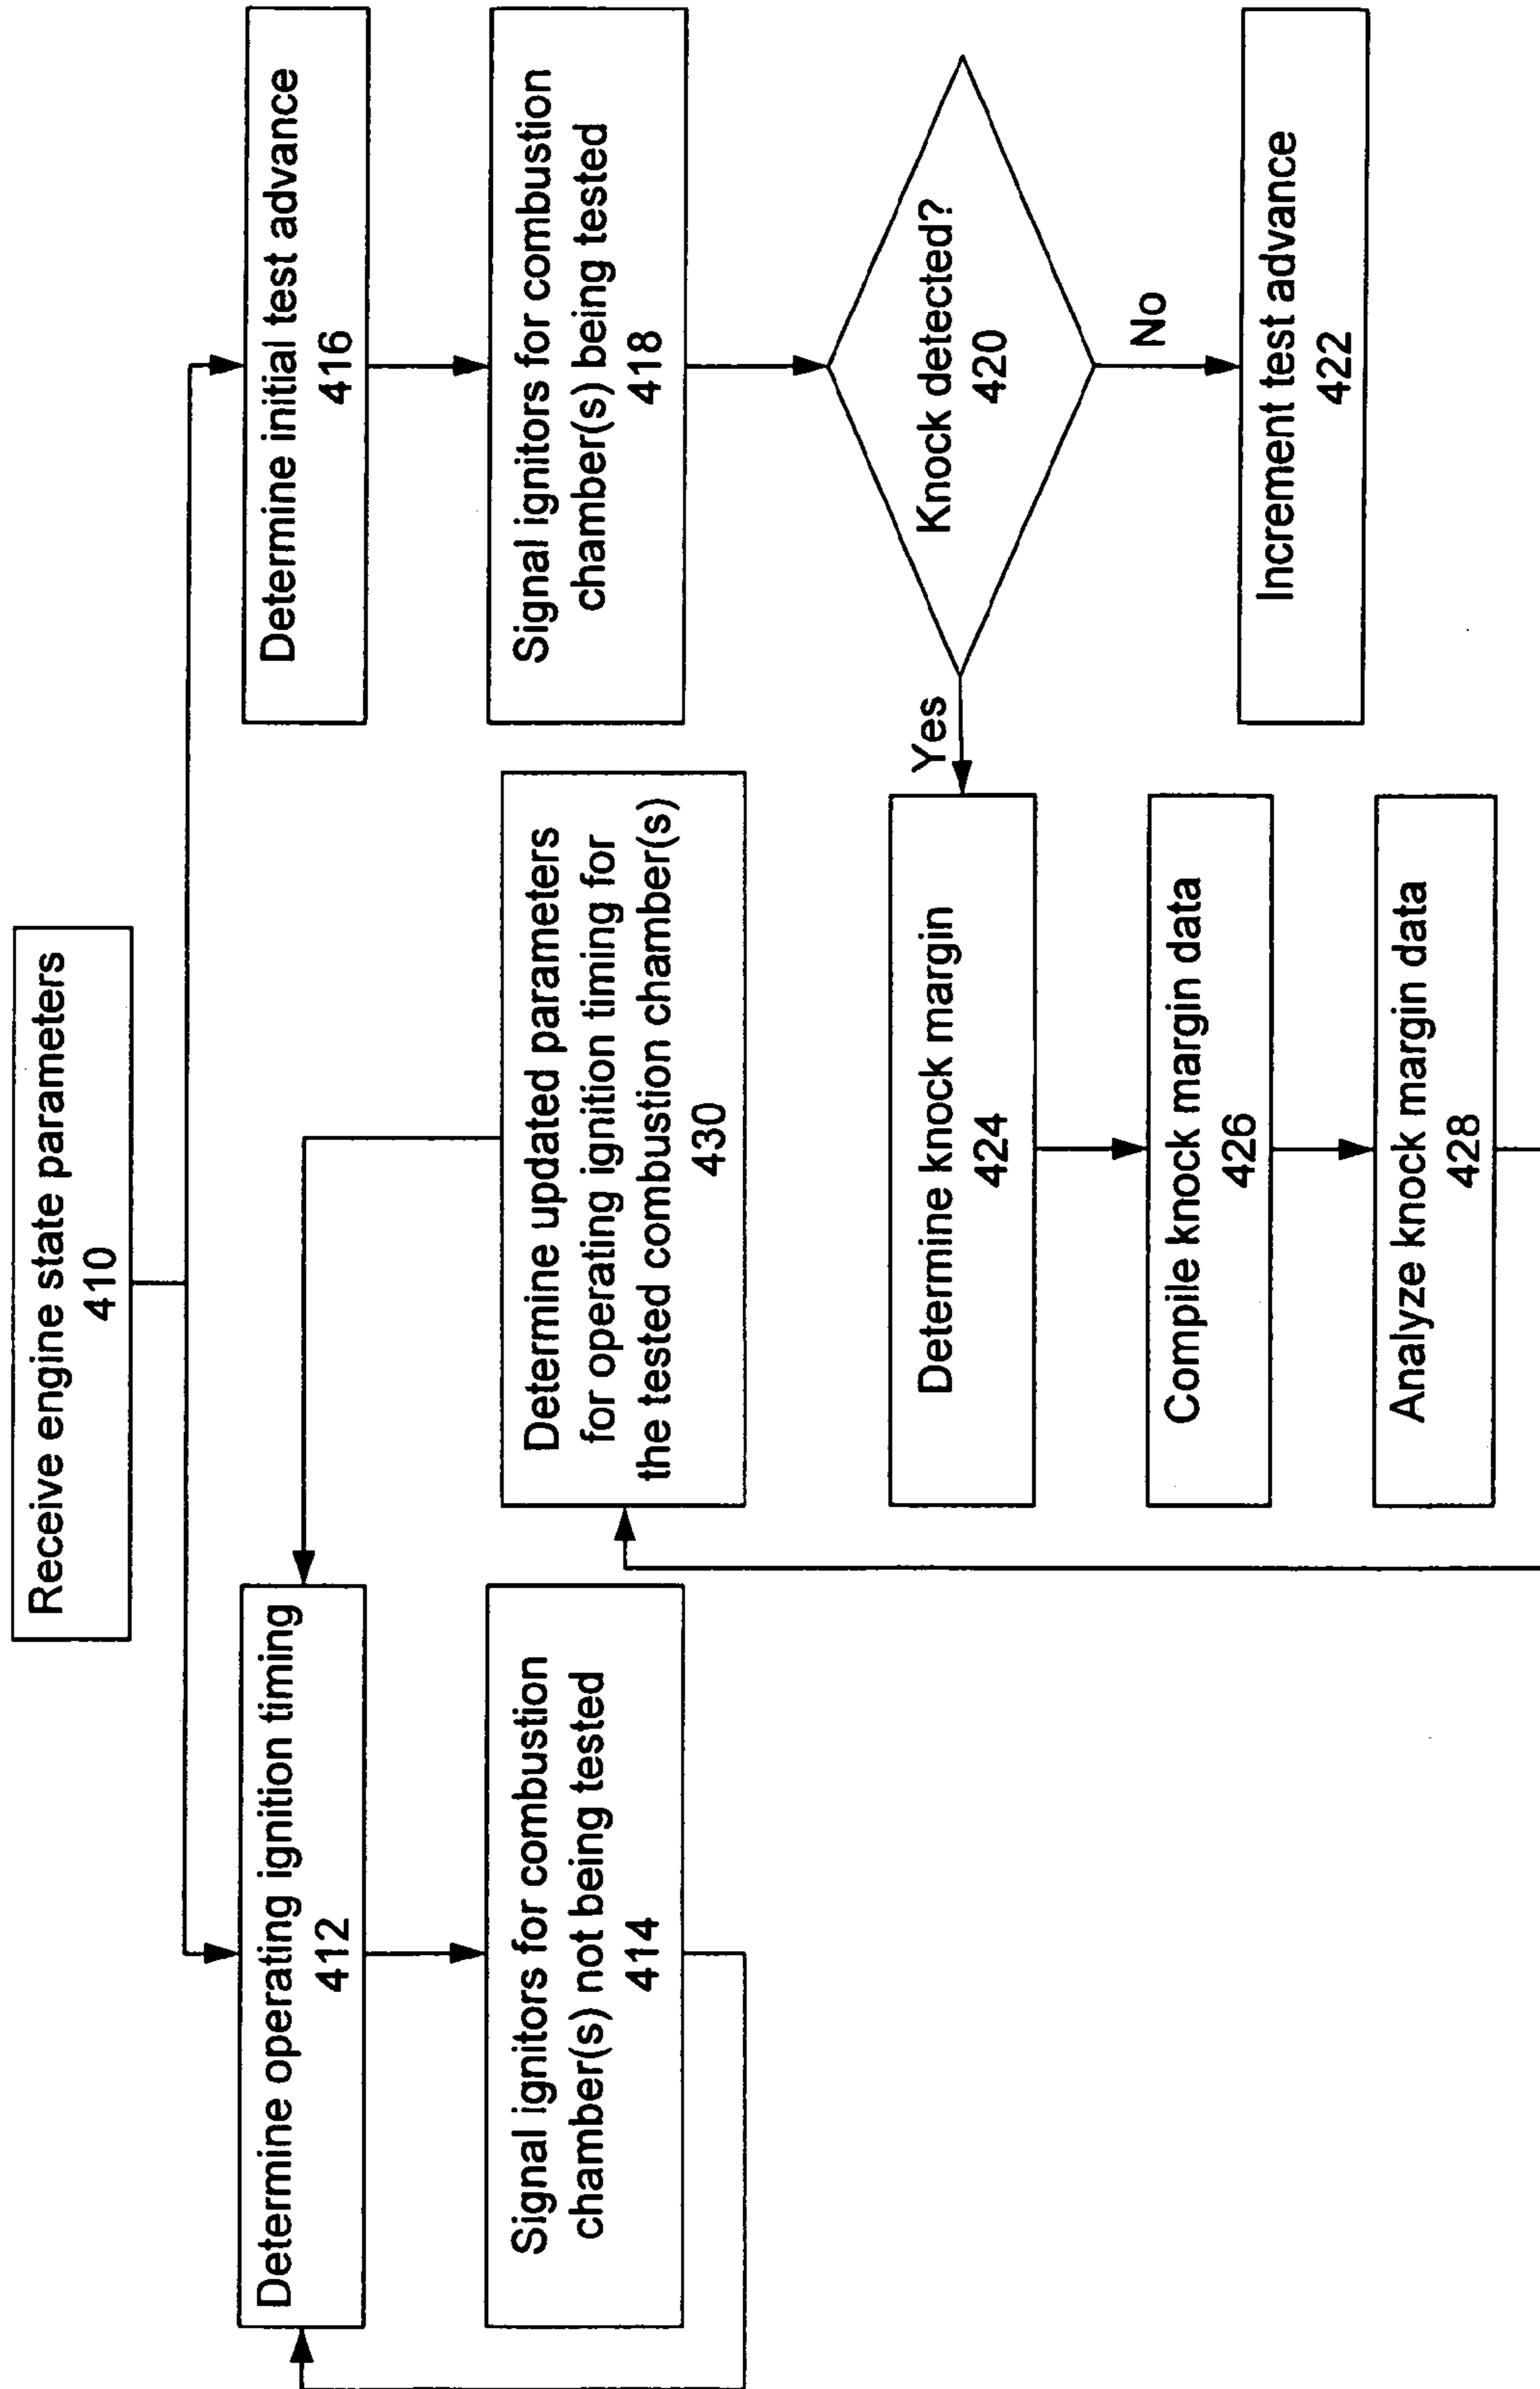 Receive engine state parameters
410
Determine operating ignition timing
412
Signal ignitors for combustion
chamber(s) not being tested
414
Determine initial test advance
416
Signal ignitors for combustion
chamber(s) being tested
418
Knock detected?
420
Yes
No
Increment test advance
422
Determine knock margin
424
Compile knock margin data
426
Analyze knock margin data
428
Determine updated parameters
for operating ignition timing for
the tested combustion chamber(s)
430